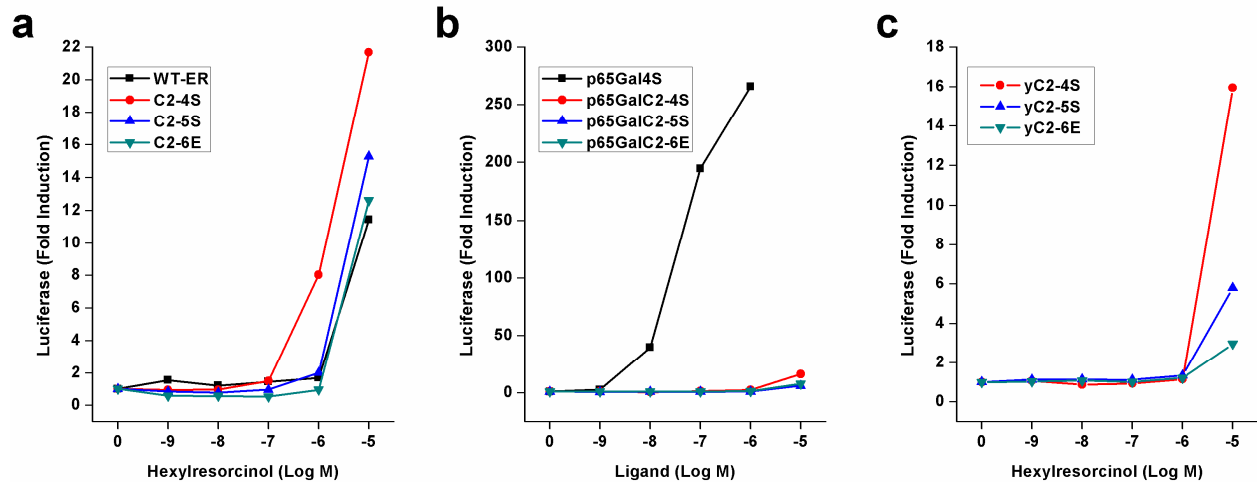 a
22
20
18
16
14
12
10
8
6
4
2
0
Luciferase (Fold Induction)
WT-ER
C2-4S
C2-5S
C2-6E
0 -9 -8 -7 -6 -5
Hexylresorcinol (Log M)
b
300
250
200
150
100
50
0
Luciferase (Fold Induction)
p65Gal4S
p65GalC2-4S
p65GalC2-5S
p65GalC2-6E
0 -9 -8 -7 -6 -5
Ligand (Log M)
c
18
16
14
12
10
8
6
4
2
0
Luciferase (Fold Induction)
yC2-4S
yC2-5S
yC2-6E
0 -9 -8 -7 -6 -5
Hexylresorcinol (Log M)